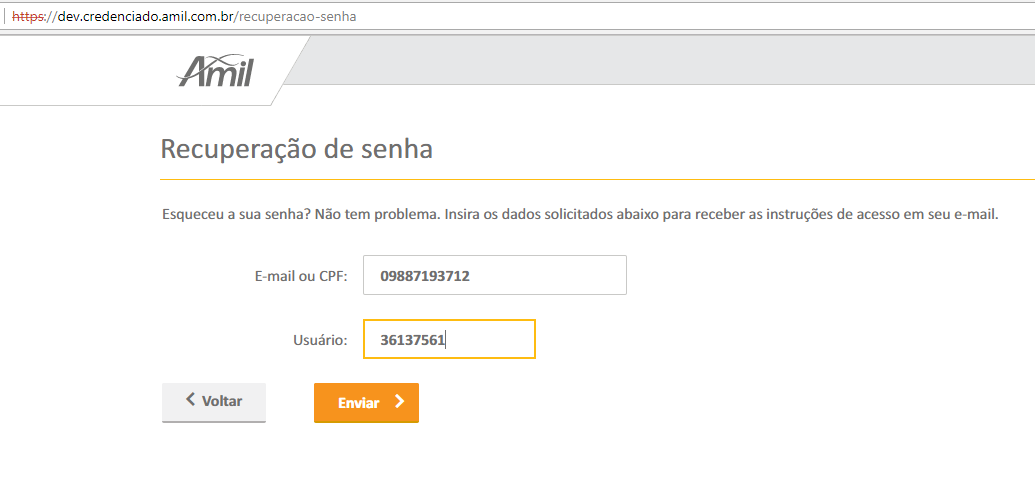 https://dev.credenciado.amil.com.br/recuperacao-senha
Amil
Recuperação de senha
Esqueceu a sua senha? Não tem problema. Insira os dados solicitados abaixo para receber as instruções de acesso em seu e-mail.
E-mail ou CPF: 09887193712
Usuário: 36137561
Voltar Enviar